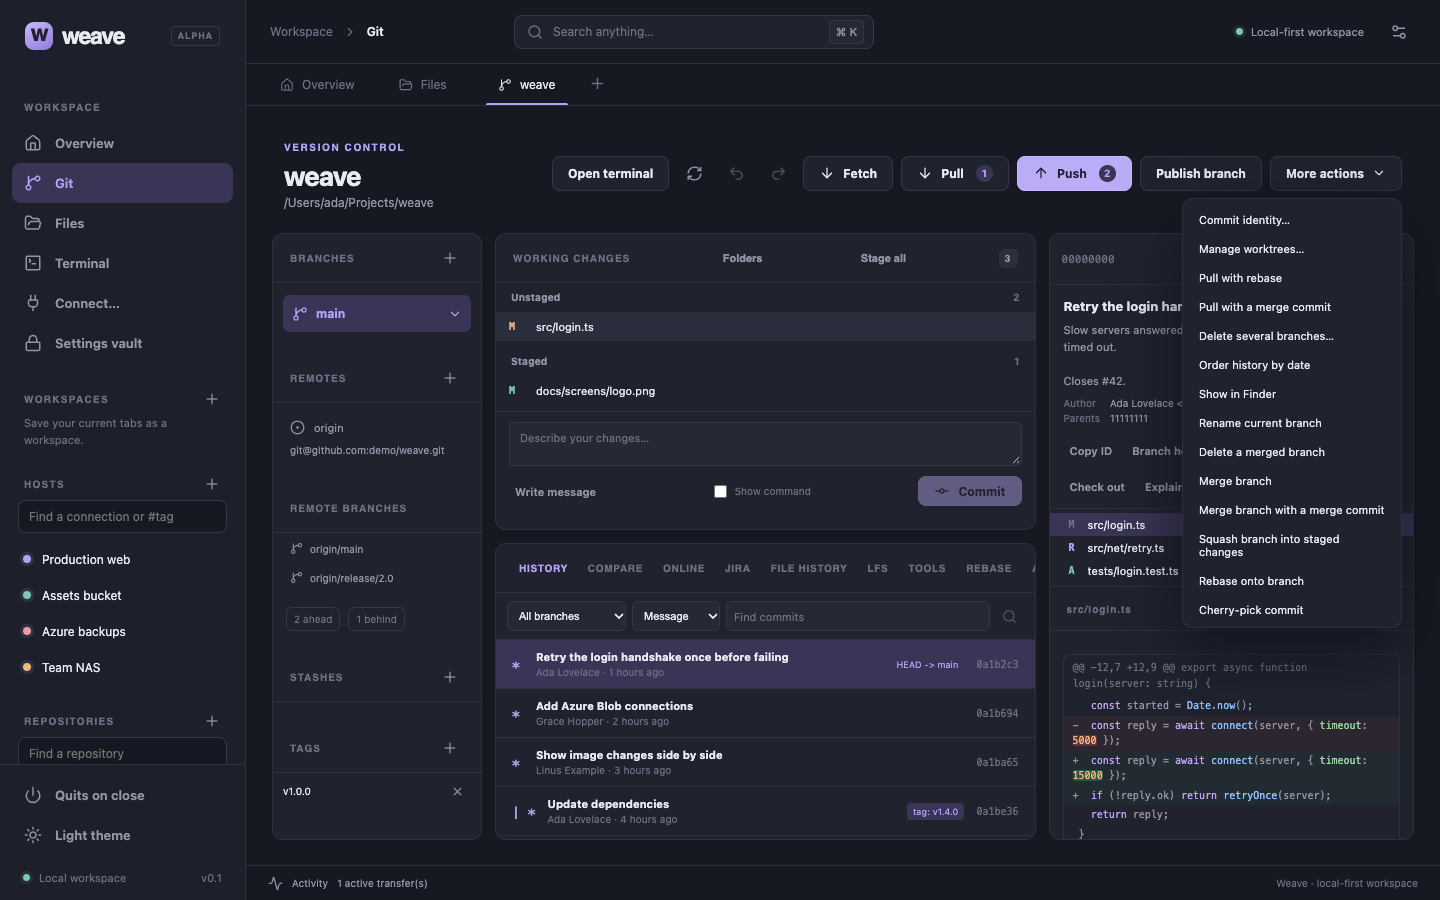 W weave
ALPHA
WORKSPACE
Overview
Git
Files
Terminal
Connect...
Settings vault
WORKSPACES
Save your current tabs as a
workspace.
HOSTS
Find a connection or #tag
Production web
Assets bucket
Azure backups
Team NAS
REPOSITORIES
Find a repository
Quits on close
Light theme
Local workspace v0.1
Workspace > Git
Search anything...
⌘ K
Local-first workspace
Overview
Files
weave
VERSION CONTROL
weave
/Users/ada/Projects/weave
Open terminal
Fetch
Pull 1
Push 2
Publish branch
More actions
Commit identity...
Manage worktrees...
Pull with rebase
Pull with a merge commit
Delete several branches...
Order history by date
Show in Finder
Rename current branch
Delete a merged branch
Merge branch
Merge branch with a merge commit
Squash branch into staged
changes
Rebase onto branch
Cherry-pick commit
BRANCHES
main
REMOTES
origin
git@github.com:demo/weave.git
REMOTE BRANCHES
origin/main
origin/release/2.0
2 ahead
1 behind
STASHES
TAGS
v1.0.0
WORKING CHANGES
Folders
Stage all
3
Unstaged 2
M src/login.ts
Staged 1
M docs/screens/logo.png
Describe your changes...
Write message
Show command
Commit
HISTORY
COMPARE
ONLINE
JIRA
FILE HISTORY
LFS
TOOLS
REBASE
All branches
Message
Find commits
Retry the login handshake once before failing
Ada Lovelace · 1 hours ago
HEAD -> main 0a1b2c3
Add Azure Blob connections
Grace Hopper · 2 hours ago
0a1b694
Show image changes side by side
Linus Example · 3 hours ago
0a1ba65
Update dependencies
Ada Lovelace · 4 hours ago
tag: v1.4.0 0a1be36
00000000
Retry the login har
Slow servers answered
timed out.
Closes #42.
Author Ada Lovelace <
Parents 11111111
Copy ID
Branch h
Check out
Explain
M src/login.ts
R src/net/retry.ts
A tests/login.test.ts
src/login.ts
@@ -12,7 +12,9 @@ export async function
login(server: string) {
const started = Date.now();
- const reply = await connect(server, { timeout:
5000 });
+ const reply = await connect(server, { timeout:
15000 });
+ if (!reply.ok) return retryOnce(server);
return reply;
}
Activity 1 active transfer(s)
Weave · local-first workspace